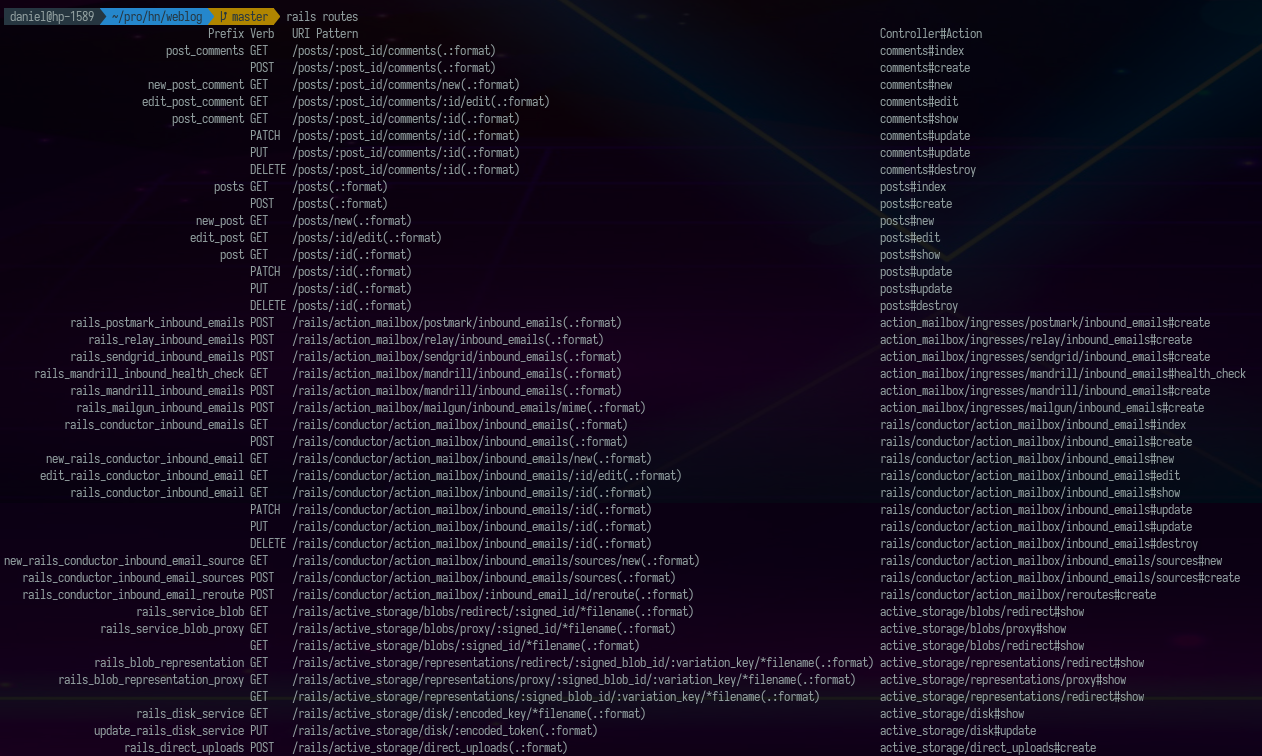 daniel@hp-1589 ~/pro/hn/weblog master rails routes
Prefix Verb URI Pattern Controller#Action
post_comments GET /posts/:post_id/comments(.:format) comments#index
POST /posts/:post_id/comments(.:format) comments#create
new_post_comment GET /posts/:post_id/comments/new(.:format) comments#new
edit_post_comment GET /posts/:post_id/comments/:id/edit(.:format) comments#edit
post_comment GET /posts/:post_id/comments/:id(.:format) comments#show
PATCH /posts/:post_id/comments/:id(.:format) comments#update
PUT /posts/:post_id/comments/:id(.:format) comments#update
DELETE /posts/:post_id/comments/:id(.:format) comments#destroy
posts GET /posts(.:format) posts#index
POST /posts(.:format) posts#create
new_post GET /posts/new(.:format) posts#new
edit_post GET /posts/:id/edit(.:format) posts#edit
post GET /posts/:id(.:format) posts#show
PATCH /posts/:id(.:format) posts#update
PUT /posts/:id(.:format) posts#update
DELETE /posts/:id(.:format) posts#destroy
rails_postmark_inbound_emails POST /rails/action_mailbox/postmark/inbound_emails(.:format) action_mailbox/ingresses/postmark/inbound_emails#create
rails_relay_inbound_emails POST /rails/action_mailbox/relay/inbound_emails(.:format) action_mailbox/ingresses/relay/inbound_emails#create
rails_sendgrid_inbound_emails POST /rails/action_mailbox/sendgrid/inbound_emails(.:format) action_mailbox/ingresses/sendgrid/inbound_emails#create
rails_mandrill_inbound_health_check GET /rails/action_mailbox/mandrill/inbound_emails(.:format) action_mailbox/ingresses/mandrill/inbound_emails#health_check
rails_mandrill_inbound_emails POST /rails/action_mailbox/mandrill/inbound_emails(.:format) action_mailbox/ingresses/mandrill/inbound_emails#create
rails_mailgun_inbound_emails POST /rails/action_mailbox/mailgun/inbound_emails/mime(.:format) action_mailbox/ingresses/mailgun/inbound_emails#create
rails_conductor_inbound_emails GET /rails/conductor/action_mailbox/inbound_emails(.:format) rails/conductor/action_mailbox/inbound_emails#index
POST /rails/conductor/action_mailbox/inbound_emails(.:format) rails/conductor/action_mailbox/inbound_emails#create
new_rails_conductor_inbound_email GET /rails/conductor/action_mailbox/inbound_emails/new(.:format) rails/conductor/action_mailbox/inbound_emails#new
edit_rails_conductor_inbound_email GET /rails/conductor/action_mailbox/inbound_emails/:id/edit(.:format) rails/conductor/action_mailbox/inbound_emails#edit
rails_conductor_inbound_email GET /rails/conductor/action_mailbox/inbound_emails/:id(.:format) rails/conductor/action_mailbox/inbound_emails#show
PATCH /rails/conductor/action_mailbox/inbound_emails/:id(.:format) rails/conductor/action_mailbox/inbound_emails#update
PUT /rails/conductor/action_mailbox/inbound_emails/:id(.:format) rails/conductor/action_mailbox/inbound_emails#update
DELETE /rails/conductor/action_mailbox/inbound_emails/:id(.:format) rails/conductor/action_mailbox/inbound_emails#destroy
new_rails_conductor_inbound_email_source GET /rails/conductor/action_mailbox/inbound_emails/sources/new(.:format) rails/conductor/action_mailbox/inbound_emails/sources#new
rails_conductor_inbound_email_sources POST /rails/conductor/action_mailbox/inbound_emails/sources(.:format) rails/conductor/action_mailbox/inbound_emails/sources#create
rails_conductor_inbound_email_reroute POST /rails/conductor/action_mailbox/:inbound_email_id/reroute(.:format) rails/conductor/action_mailbox/reroutes#create
rails_service_blob GET /rails/active_storage/blobs/redirect/:signed_id/*filename(.:format) active_storage/blobs/redirect#show
rails_service_blob_proxy GET /rails/active_storage/blobs/proxy/:signed_id/*filename(.:format) active_storage/blobs/proxy#show
GET /rails/active_storage/blobs/:signed_id/*filename(.:format) active_storage/blobs/redirect#show
rails_blob_representation GET /rails/active_storage/representations/redirect/:signed_blob_id/:variation_key/*filename(.:format) active_storage/representations/redirect#show
rails_blob_representation_proxy GET /rails/active_storage/representations/proxy/:signed_blob_id/:variation_key/*filename(.:format) active_storage/representations/proxy#show
GET /rails/active_storage/representations/:signed_blob_id/:variation_key/*filename(.:format) active_storage/representations/redirect#show
rails_disk_service GET /rails/active_storage/disk/:encoded_key/*filename(.:format) active_storage/disk#show
update_rails_disk_service PUT /rails/active_storage/disk/:encoded_token(.:format) active_storage/disk#update
rails_direct_uploads POST /rails/active_storage/direct_uploads(.:format) active_storage/direct_uploads#create